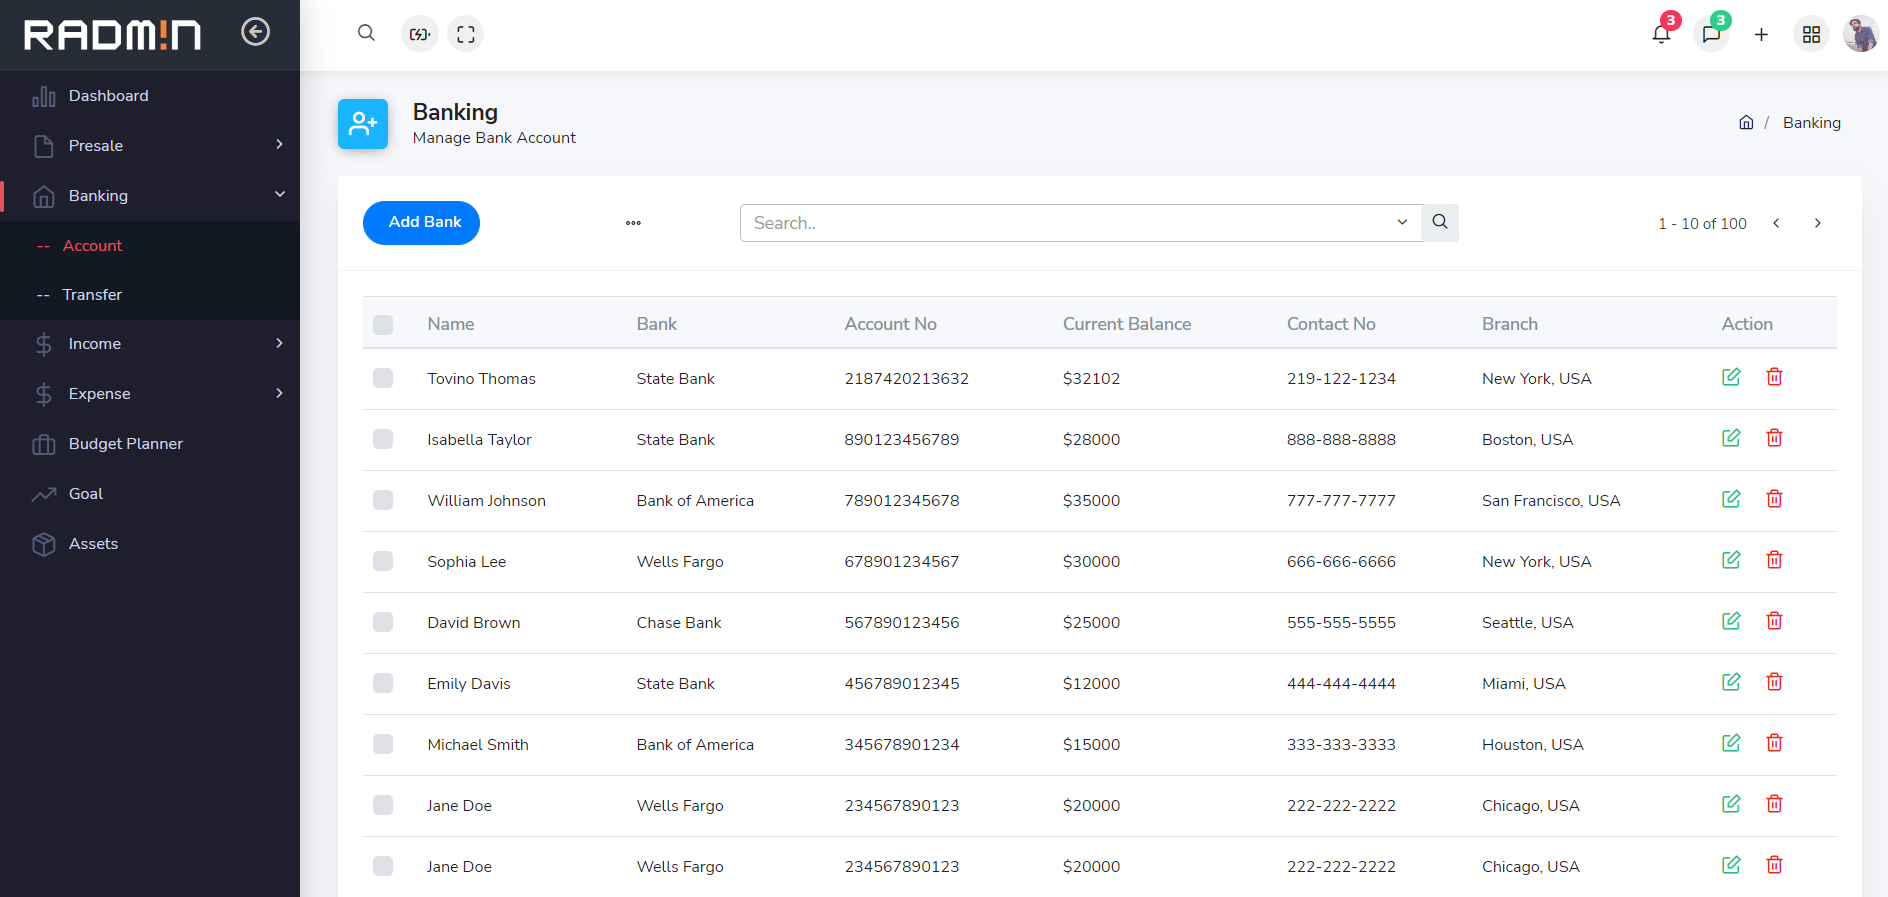 RADM!N
3
3
Dashboard
Presale
Banking
-- Account
-- Transfer
Income
Expense
Budget Planner
Goal
Assets
Banking
Manage Bank Account
/ Banking
Add Bank
Search..
1 - 10 of 100
Name Bank Account No Current Balance Contact No Branch Action
Tovino Thomas State Bank 2187420213632 $32102 219-122-1234 New York, USA
Isabella Taylor State Bank 890123456789 $28000 888-888-8888 Boston, USA
William Johnson Bank of America 789012345678 $35000 777-777-7777 San Francisco, USA
Sophia Lee Wells Fargo 678901234567 $30000 666-666-6666 New York, USA
David Brown Chase Bank 567890123456 $25000 555-555-5555 Seattle, USA
Emily Davis State Bank 456789012345 $12000 444-444-4444 Miami, USA
Michael Smith Bank of America 345678901234 $15000 333-333-3333 Houston, USA
Jane Doe Wells Fargo 234567890123 $20000 222-222-2222 Chicago, USA
Jane Doe Wells Fargo 234567890123 $20000 222-222-2222 Chicago, USA